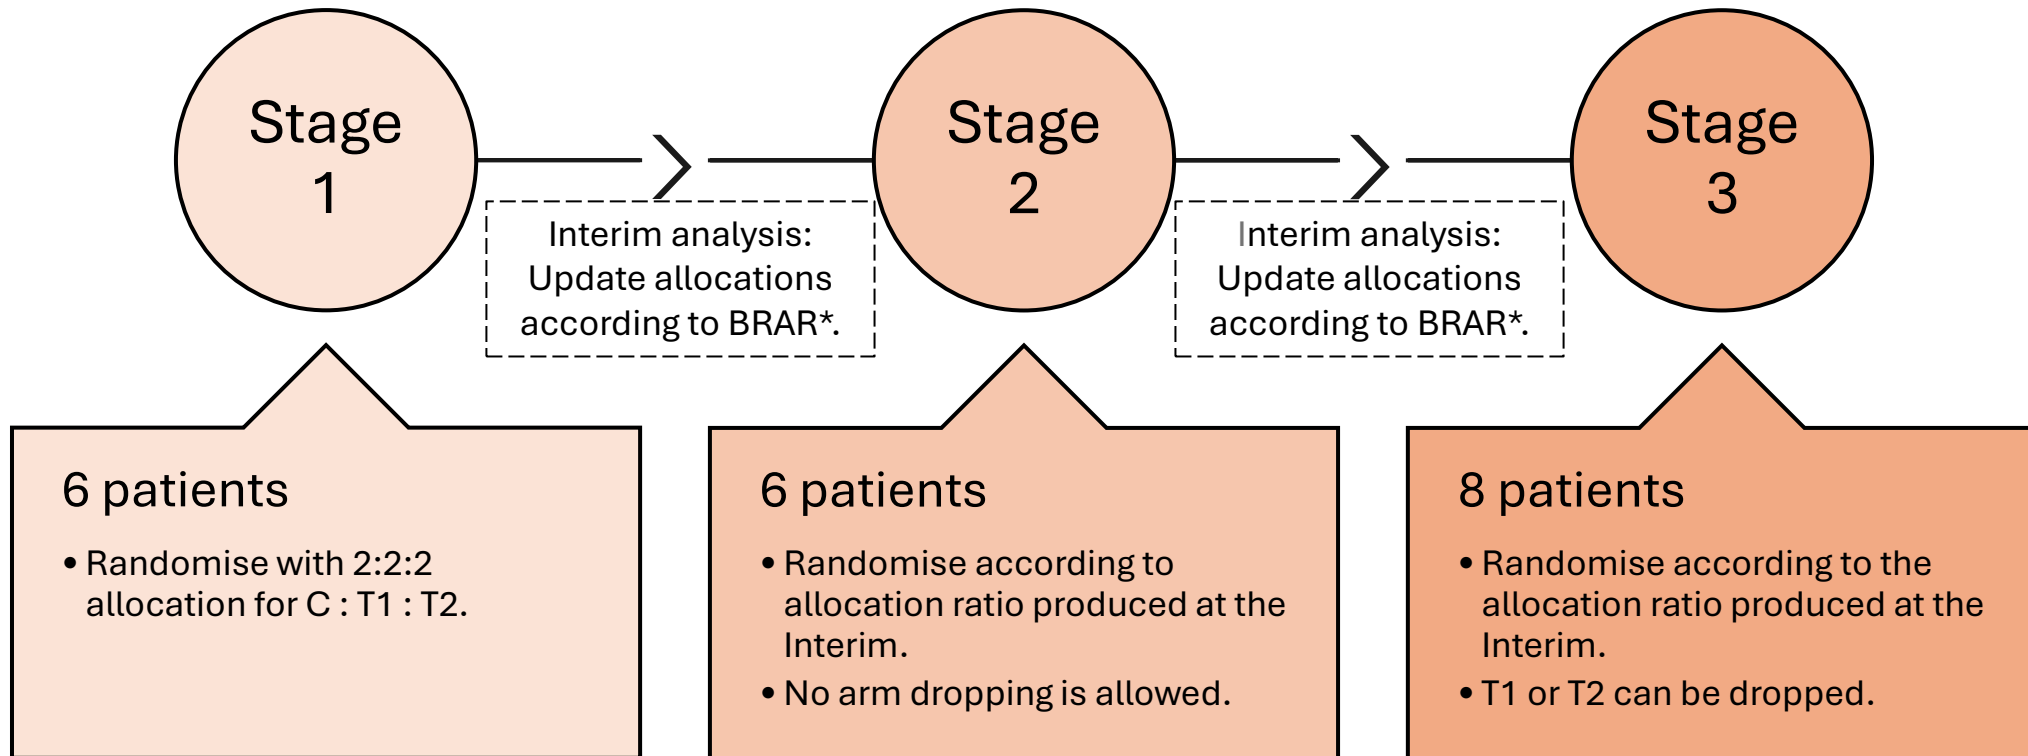 Stage
1
Interim analysis:
Update allocations
according to BRAR*.
Stage
2
Interim analysis:
Update allocations
according to BRAR*.
Stage
3
6 patients
• Randomise with 2:2:2
allocation for C : T1 : T2.
6 patients
• Randomise according to
allocation ratio produced at the
Interim.
• No arm dropping is allowed.
8 patients
• Randomise according to the
allocation ratio produced at the
Interim.
• T1 or T2 can be dropped.